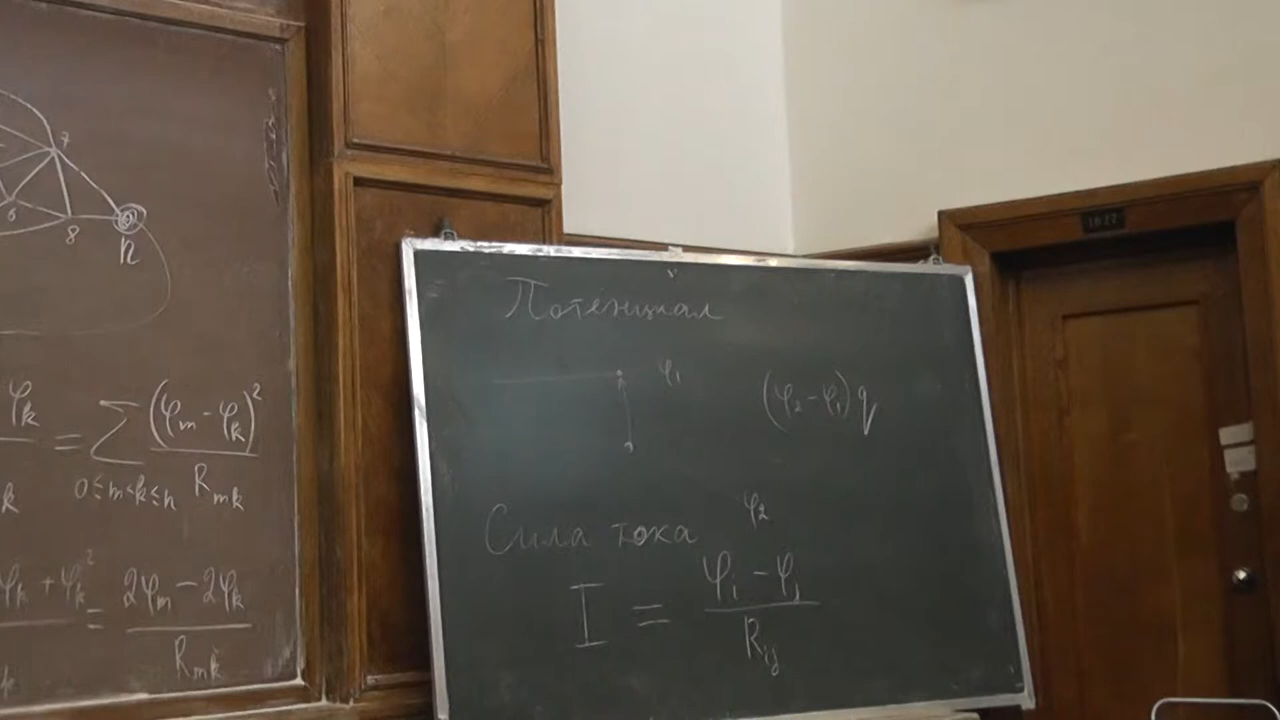 7
6
8
n
φk
k
= Σ (φm - φk)²
0≤m<k≤n Rmk
φk + φk² = 2φm - 2φk
k
Rmk
Потенциал
φ1
(φ2 - φ1) q
φ2
Сила тока
I = φi - φj
Rij
1627